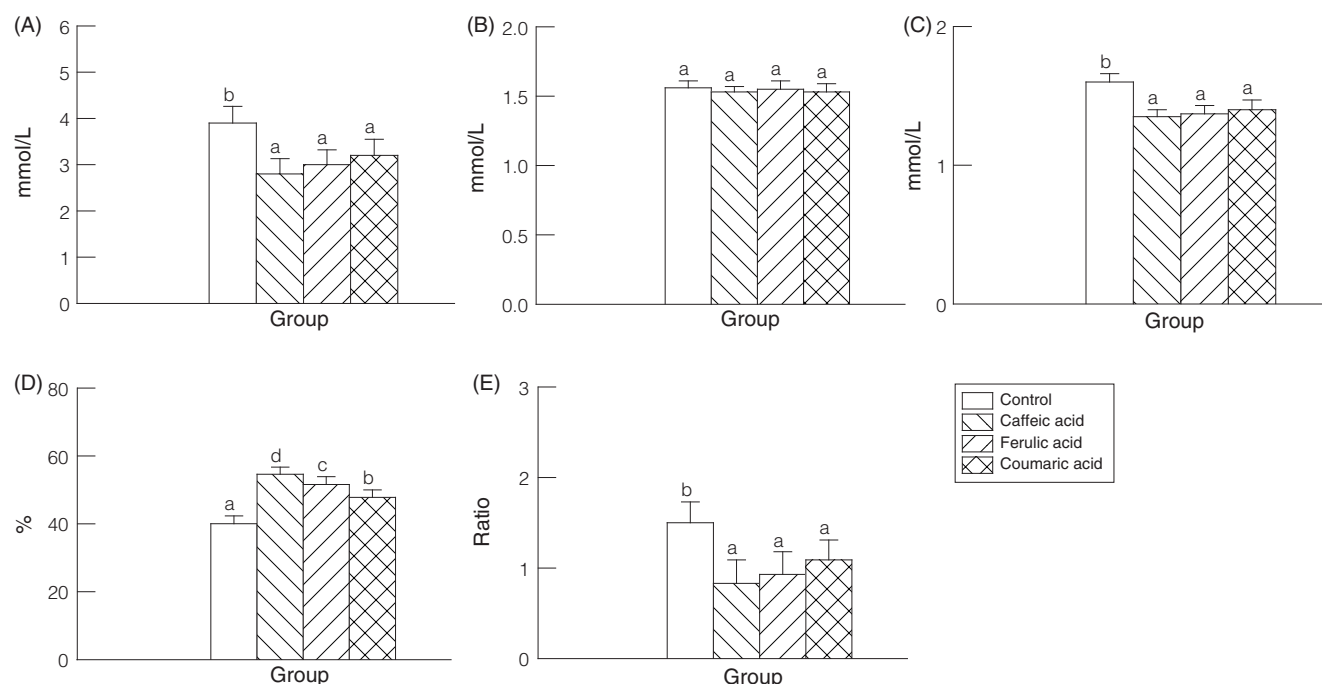 (A)
6
5
4
3
2
1
0
mmol/L
b
a
a
a
Group
(B)
2.0
1.5
1.0
0.5
0.0
mmol/L
a
a
a
a
Group
(C)
2
1
0
mmol/L
b
a
a
a
Group
(D)
80
60
40
20
0
%
a
d
c
b
Group
(E)
3
2
1
0
Ratio
b
a
a
a
Group
Control
Caffeic acid
Ferulic acid
Coumaric acid